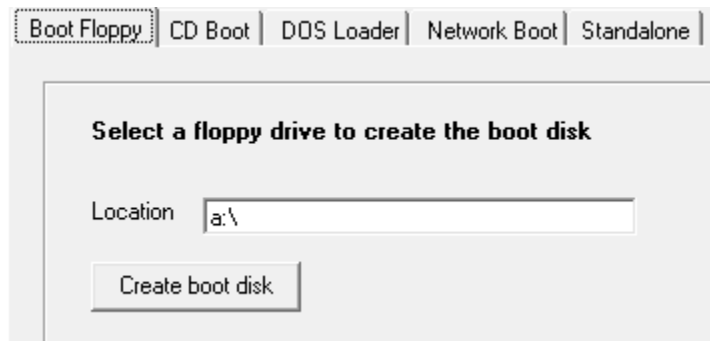 Boot Floppy CD Boot DOS Loader Network Boot Standalone
Select a floppy drive to create the boot disk
Location a:\
Create boot disk